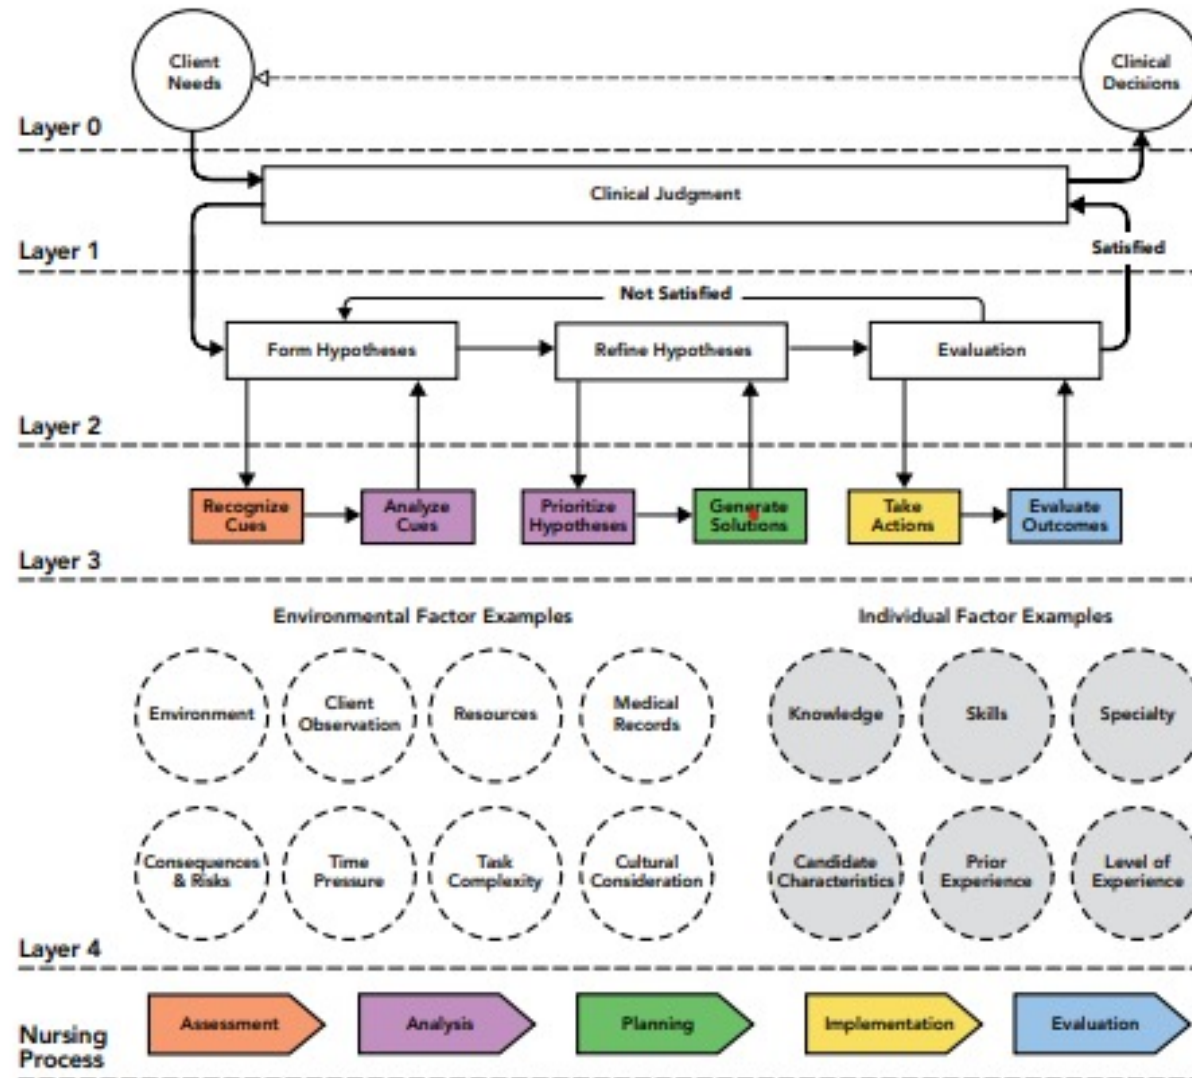 Client
Needs
Clinical
Decisions
Layer 0
Clinical Judgment
Layer 1
Satisfied
Not Satisfied
Form Hypotheses
Refine Hypotheses
Evaluation
Layer 2
Recognize
Cues
Analyze
Cues
Prioritize
Hypotheses
Generate
Solutions
Take
Actions
Evaluate
Outcomes
Layer 3
Environmental Factor Examples
Individual Factor Examples
Environment
Client
Observation
Resources
Medical
Records
Knowledge
Skills
Specialty
Consequences
& Risks
Time
Pressure
Task
Complexity
Cultural
Consideration
Candidate
Characteristics
Prior
Experience
Level of
Experience
Layer 4
Nursing
Process
Assessment
Analysis
Planning
Implementation
Evaluation